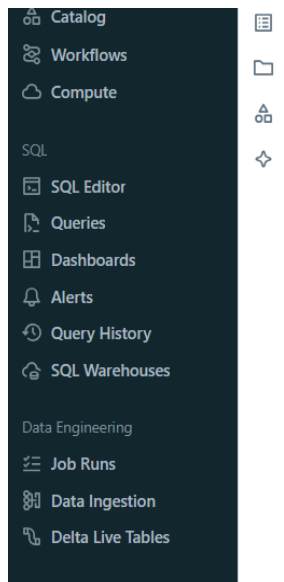 Catalog
Workflows
Compute
SQL
SQL Editor
Queries
Dashboards
Alerts
Query History
SQL Warehouses
Data Engineering
Job Runs
Data Ingestion
Delta Live Tables